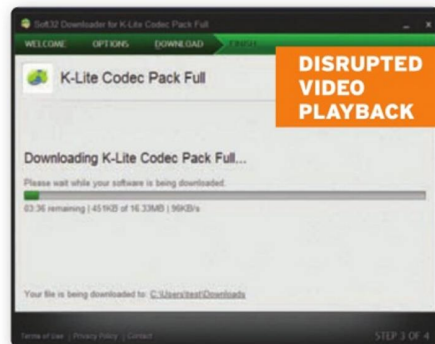 Soft32 Downloader for K-Lite Codec Pack Full
WELCOME OPTIONS DOWNLOAD FINISH
DISRUPTED
VIDEO
PLAYBACK
K-Lite Codec Pack Full
Downloading K-Lite Codec Pack Full...
Please wait while your software is being downloaded.
03:36 remaining | 451KB of 16.33MB | 96KB/s
Your file is being downloaded to: C:\Users\test\Downloads
Terms of Use | Privacy Policy | Contact
STEP 3 OF 4